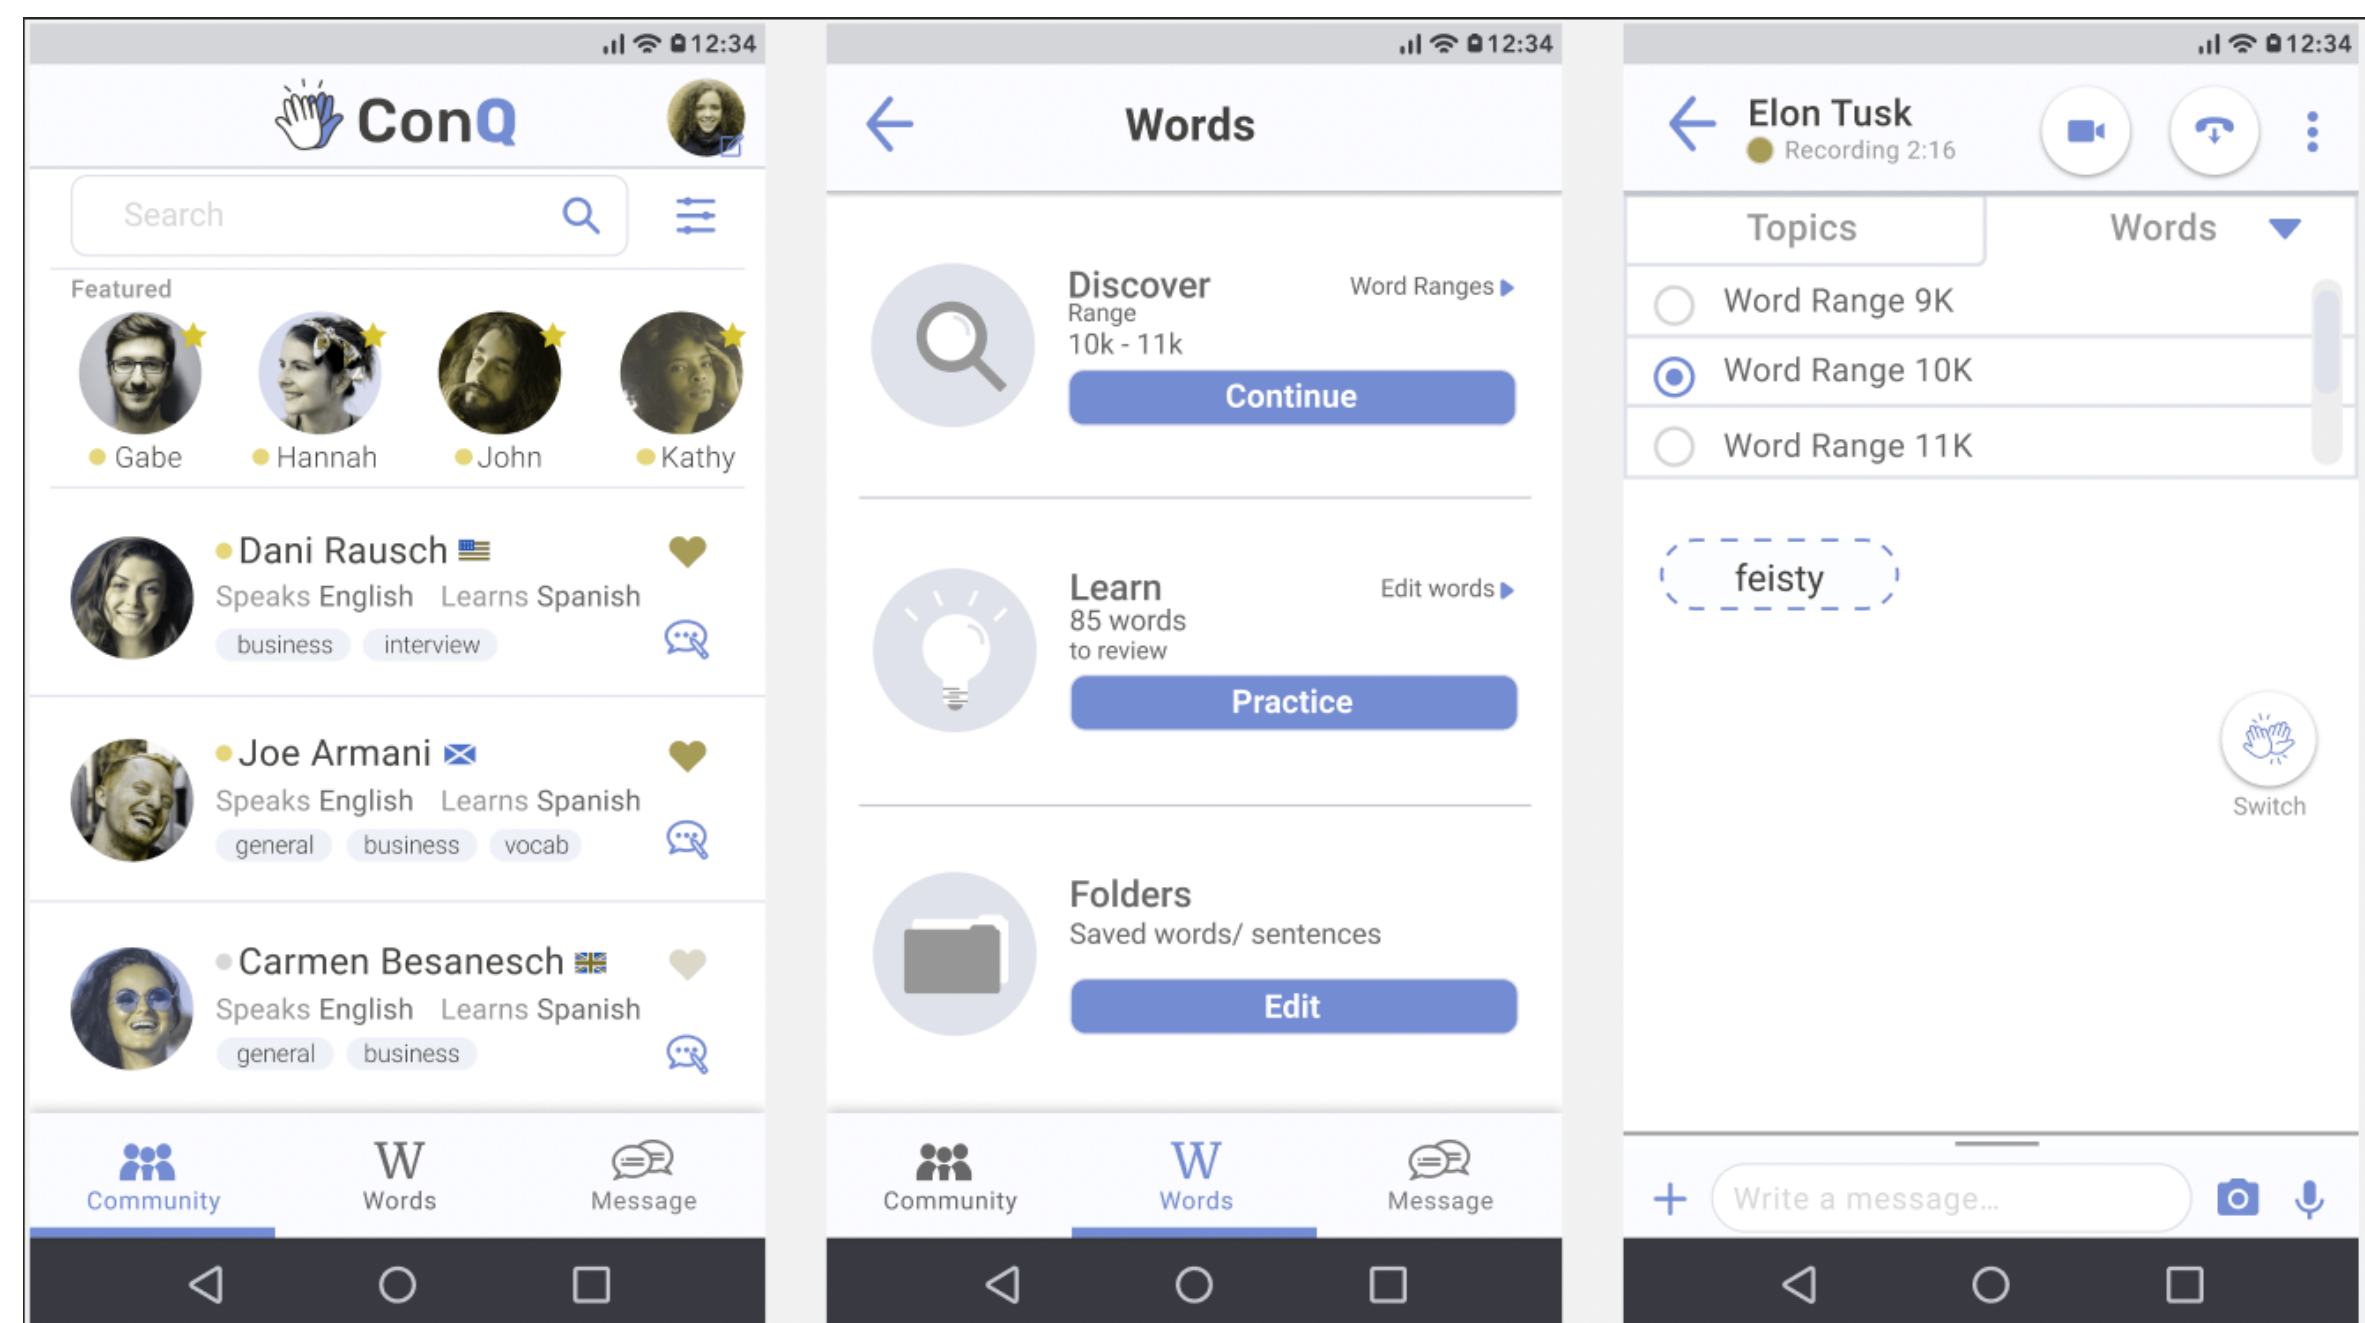 12:34
ConQ
Search
Featured
Gabe
Hannah
John
Kathy
Dani Rausch
Speaks English Learns Spanish
business interview
Joe Armani
Speaks English Learns Spanish
general business vocab
Carmen Besanesch
Speaks English Learns Spanish
general business
W
Community Words Message
12:34
Words
Discover
Word Ranges
Range
10k - 11k
Continue
Learn
Edit words
85 words
to review
Practice
Folders
Saved words/ sentences
Edit
W
Community Words Message
12:34
Elon Tusk
Recording 2:16
Topics Words
Word Range 9K
Word Range 10K
Word Range 11K
feisty
Switch
Write a message...